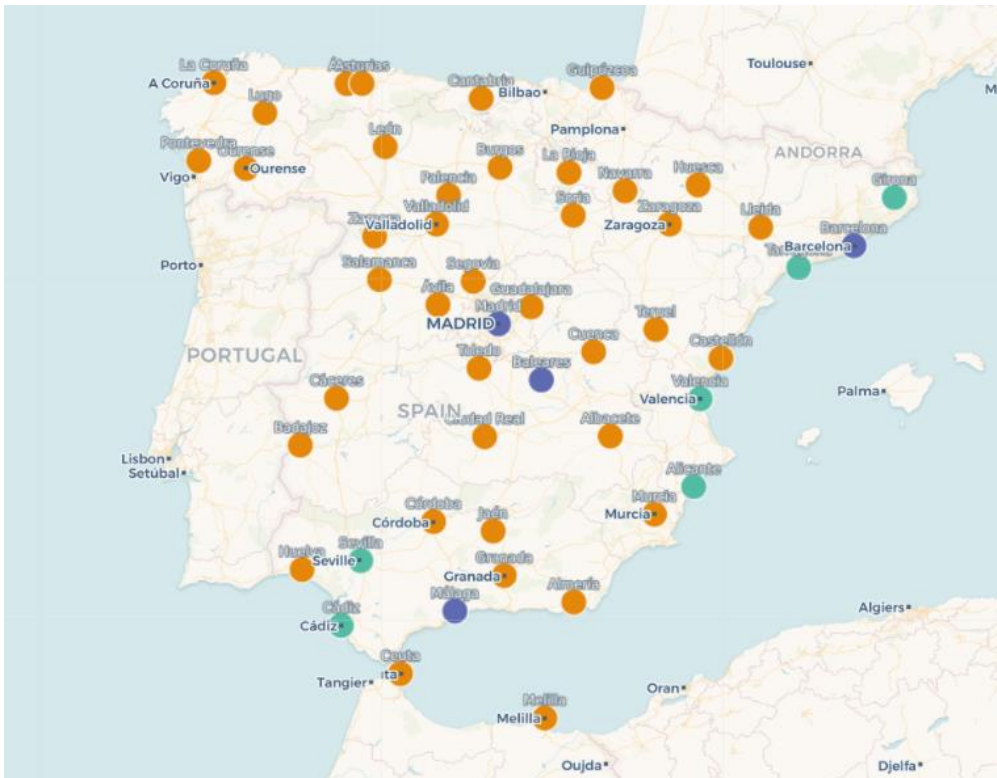 La Coruña
A Coruña
Asturias
Lugo
Cantabria
Bilbao
Guipúzcoa
Toulouse
León
Pamplona
Pontevedra
Ourense
Vigo
Ourense
Burgos
La Rioja
Navarra
Huesca
ANDORRA
Girona
Palencia
Valladolid
Valladolid
Soria
Zaragoza
Zaragoza
Lleida
Barcelona
Barcelona
Porto
Salamanca
Segovia
Ávila
Guadalajara
Madrid
MADRID
Teruel
Cuenca
Castellón
PORTUGAL
Toledo
Baleares
Valencia
Valencia
Palma
Cáceres
SPAIN
Ciudad Real
Albacete
Badajoz
Lisbon
Setúbal
Alicante
Murcia
Murcia
Córdoba
Córdoba
Jaén
Sevilla
Seville
Huelva
Granada
Granada
Málaga
Almería
Cádiz
Cádiz
Algiers
Ceuta
Tangier
Oran
Melilla
Melilla
Oujda
Djelfa